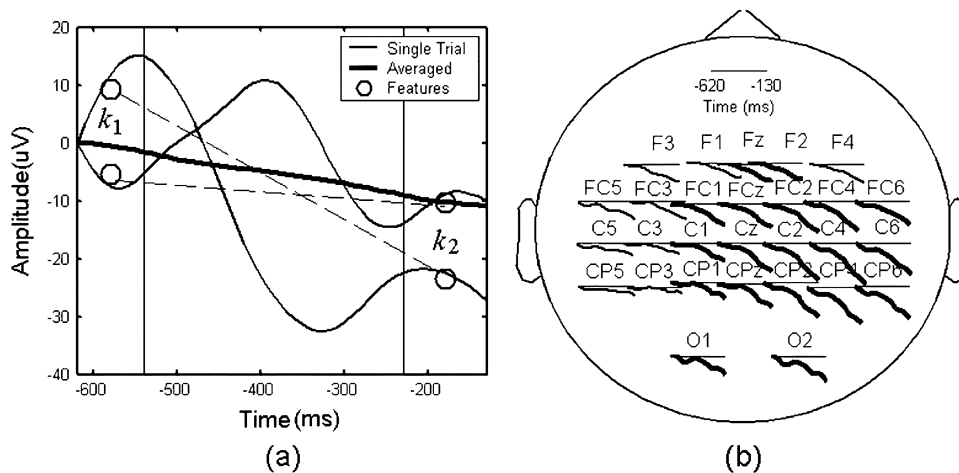 20
10
0
-10
-20
-30
-40
Amplitude(uV)
Single Trial
Averaged
Features
k1
k2
-600 -500 -400 -300 -200
Time (ms)
(a)
-620 -130
Time (ms)
F3 F1 Fz F2 F4
FC5 FC3 FC1 FCz FC2 FC4 FC6
C5 C3 C1 Cz C2 C4 C6
CP5 CP3 CP1 CPz CP2 CP4 CP6
O1 O2
(b)